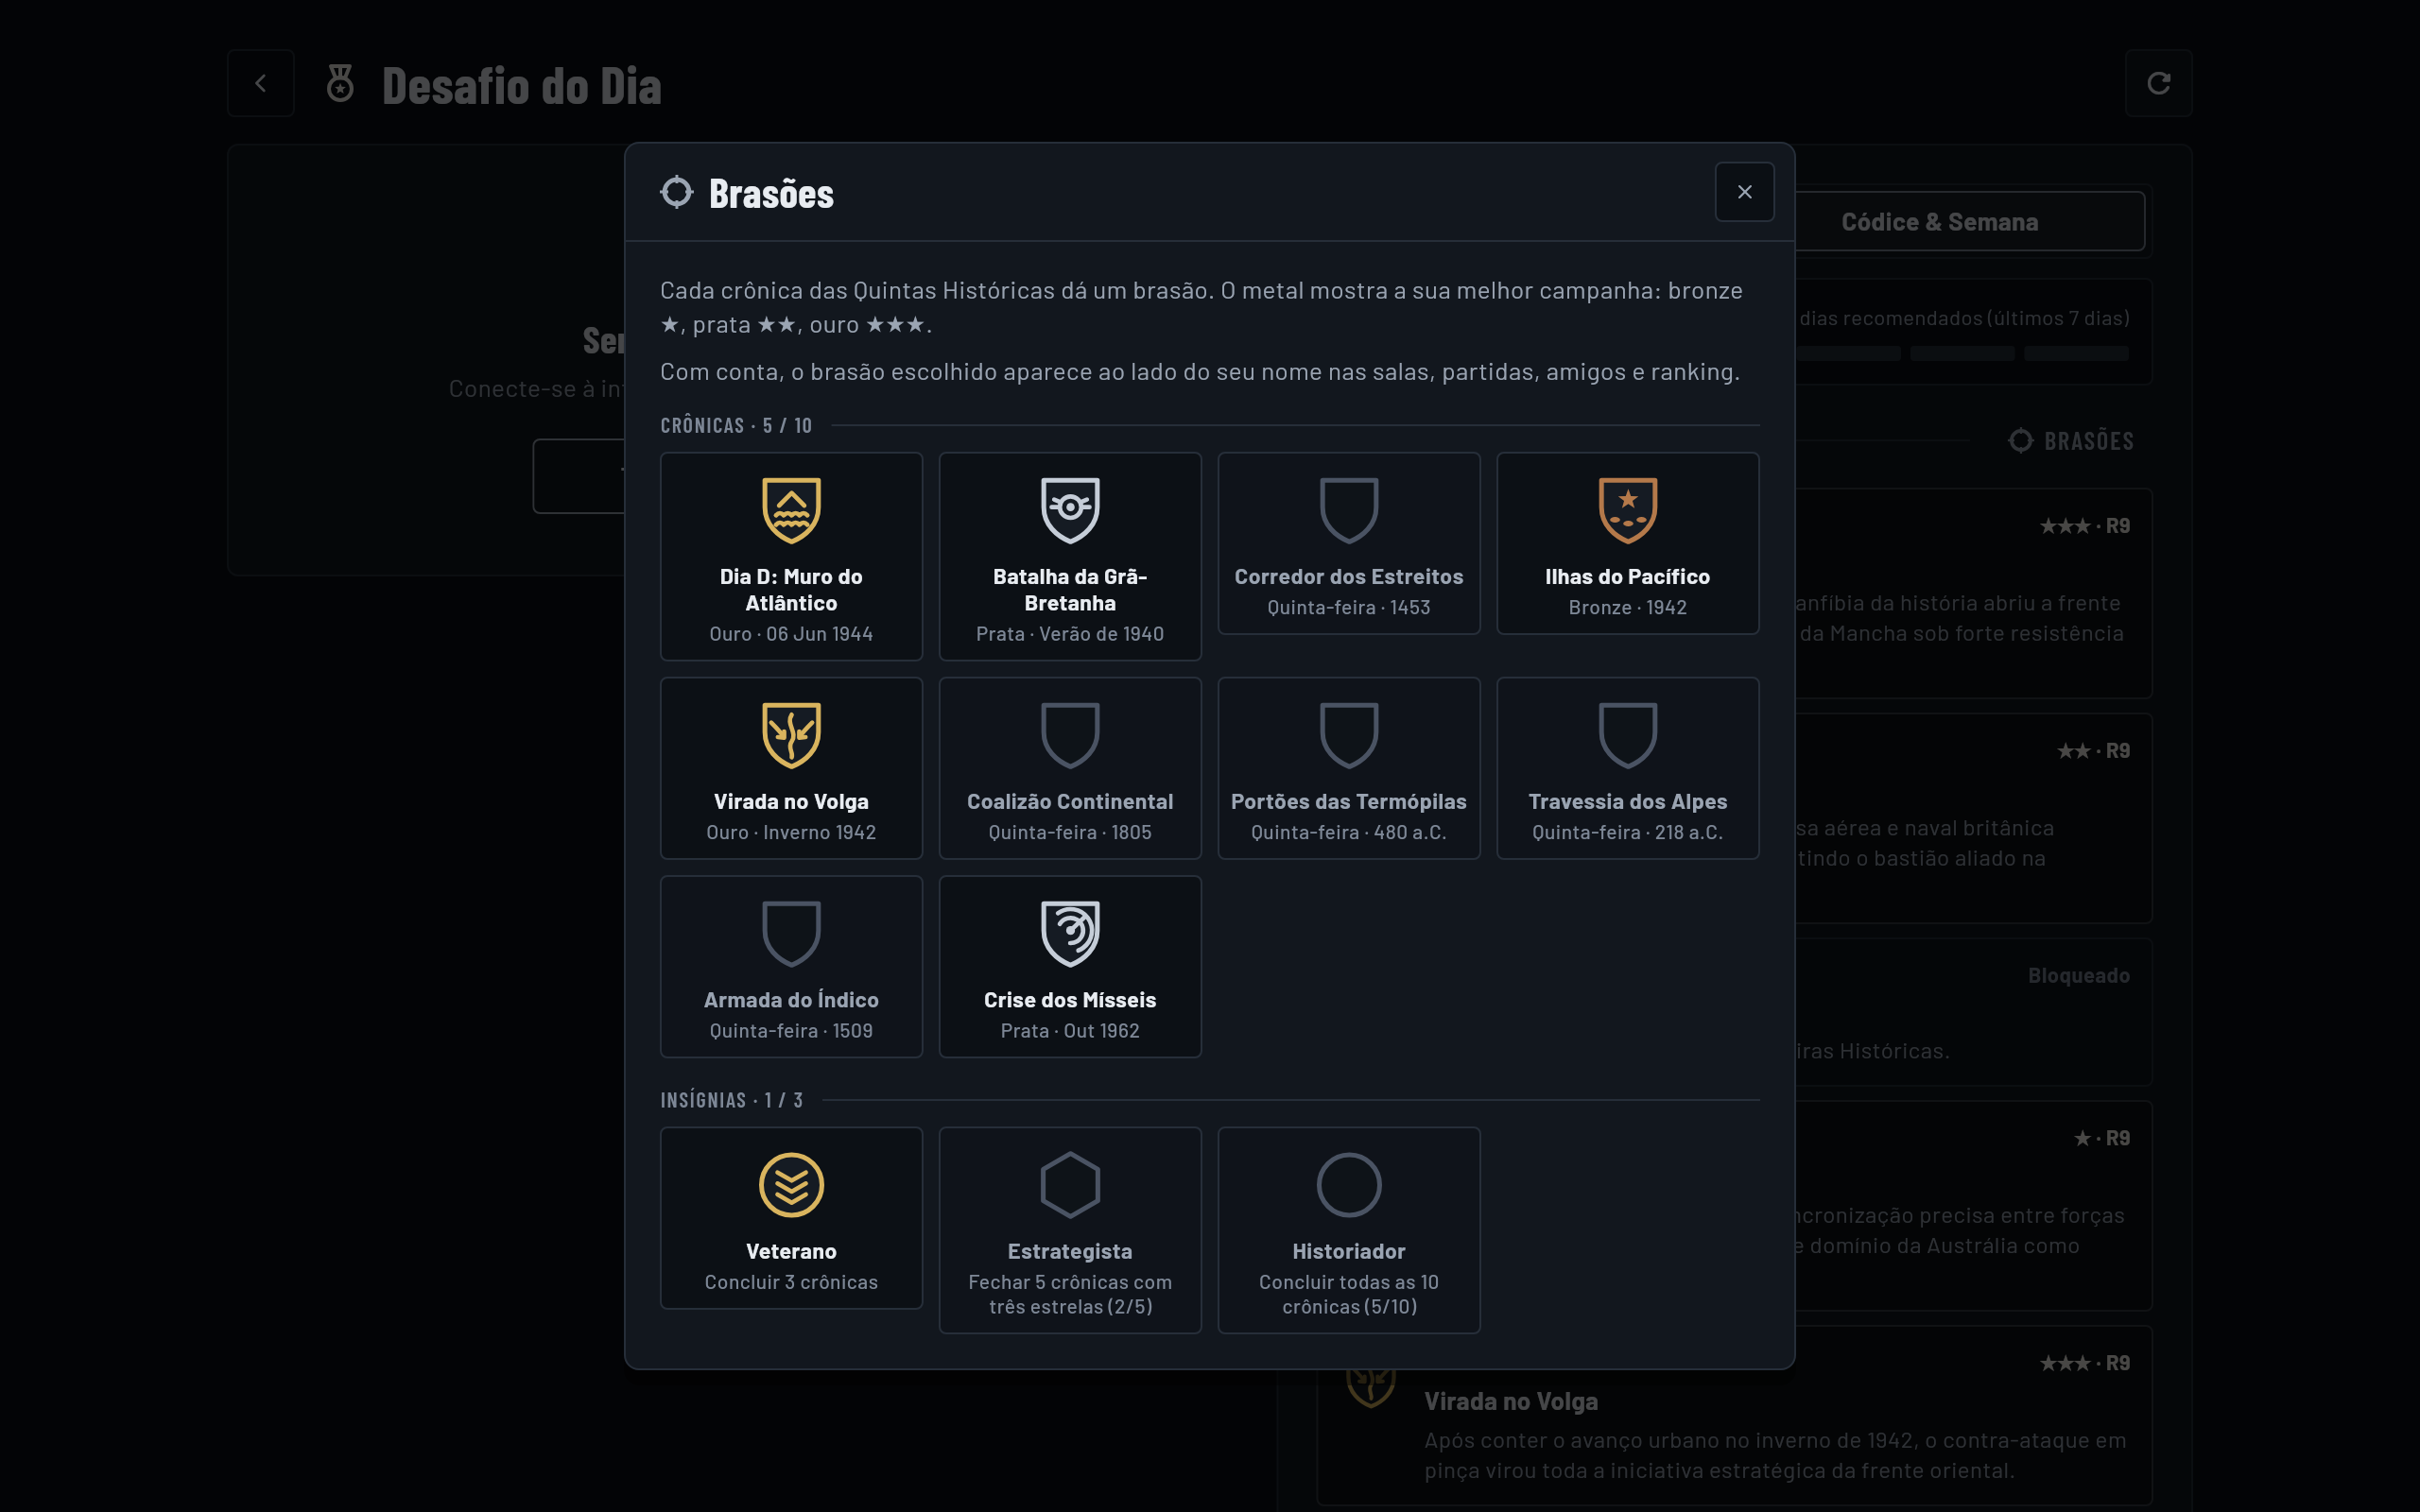 Desafio do Dia
Brasões
Códice & Semana
Cada crônica das Quintas Históricas dá um brasão. O metal mostra a sua melhor campanha: bronze
★, prata ★★, ouro ★★★.
Com conta, o brasão escolhido aparece ao lado do seu nome nas salas, partidas, amigos e ranking.
CRÔNICAS · 5 / 10
Dia D: Muro do
Atlântico
Ouro · 06 Jun 1944
Batalha da Grã-
Bretanha
Prata · Verão de 1940
Corredor dos Estreitos
Quinta-feira · 1453
Ilhas do Pacífico
Bronze · 1942
Virada no Volga
Ouro · Inverno 1942
Coalizão Continental
Quinta-feira · 1805
Portões das Termópilas
Quinta-feira · 480 a.C.
Travessia dos Alpes
Quinta-feira · 218 a.C.
Armada do Índico
Quinta-feira · 1509
Crise dos Mísseis
Prata · Out 1962
INSÍGNIAS · 1 / 3
Veterano
Concluir 3 crônicas
Estrategista
Fechar 5 crônicas com
três estrelas (2/5)
Historiador
Concluir todas as 10
crônicas (5/10)
Conecte-se à
dias recomendados (últimos 7 dias)
BRASÕES
★★★ · R9
anfíbia da história abriu a frente
da Mancha sob forte resistência
★★ · R9
aérea e naval britânica
o bastião aliado na
Bloqueado
Históricas.
★ · R9
precisa entre forças
domínio da Austrália como
★★★ · R9
Virada no Volga
Após conter o avanço urbano no inverno de 1942, o contra-ataque em
pinça virou toda a iniciativa estratégica da frente oriental.